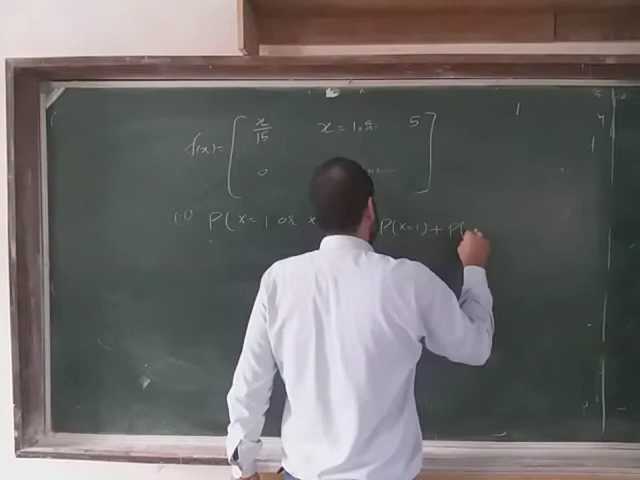 f(x) = [ x/15 x = 1, 2 5 ]
0
(1) P( x = 1 or x P(x=1) + P(